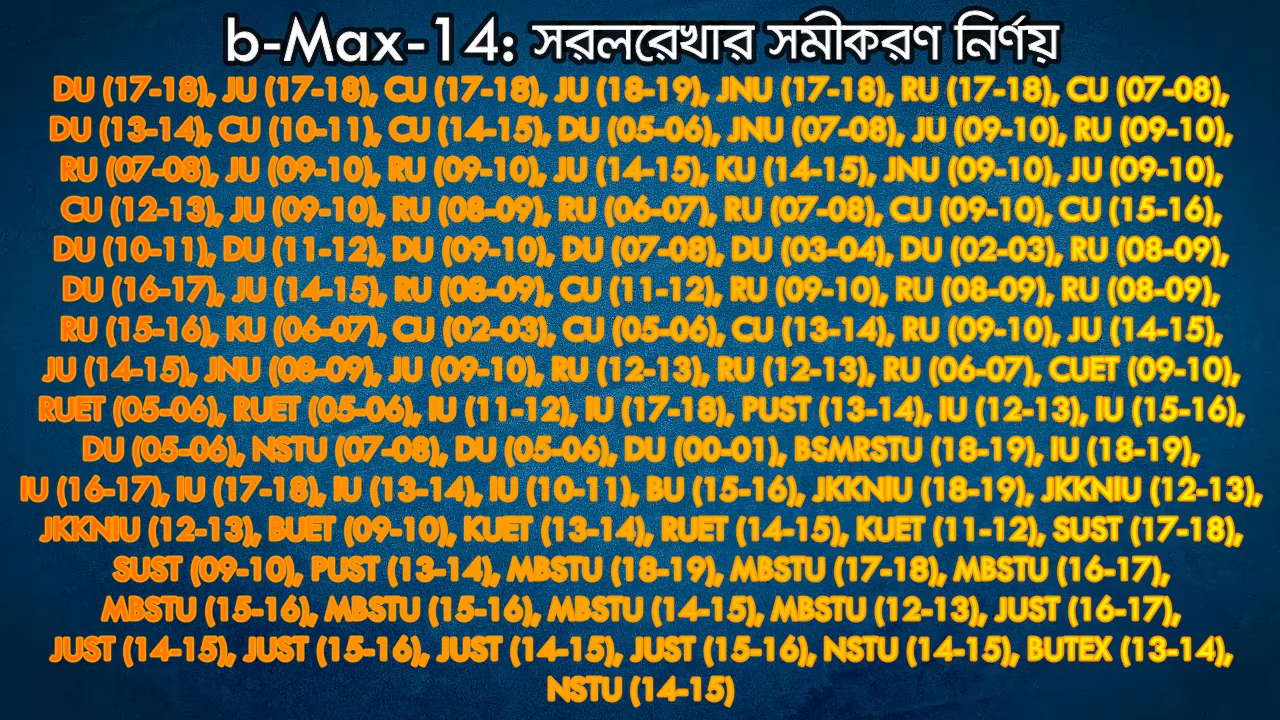 b-Max-14: সরলরেখার সমীকরণ নির্ণয়
DU (17-18), JU (17-18), CU (17-18), JU (18-19), JNU (17-18), RU (17-18), CU (07-08),
DU (13-14), CU (10-11), CU (14-15), DU (05-06), JNU (07-08), JU (09-10), RU (09-10),
RU (07-08), JU (09-10), RU (09-10), JU (14-15), KU (14-15), JNU (09-10), JU (09-10),
CU (12-13), JU (09-10), RU (08-09), RU (06-07), RU (07-08), CU (09-10), CU (15-16),
DU (10-11), DU (11-12), DU (09-10), DU (07-08), DU (03-04), DU (02-03), RU (08-09),
DU (16-17), JU (14-15), RU (08-09), CU (11-12), RU (09-10), RU (08-09), RU (08-09),
RU (15-16), KU (06-07), CU (02-03), CU (05-06), CU (13-14), RU (09-10), JU (14-15),
JU (14-15), JNU (08-09), JU (09-10), RU (12-13), RU (12-13), RU (06-07), CUET (09-10),
RUET (05-06), RUET (05-06), IU (11-12), IU (17-18), PUST (13-14), IU (12-13), IU (15-16),
DU (05-06), NSTU (07-08), DU (05-06), DU (00-01), BSMRSTU (18-19), IU (18-19),
IU (16-17), IU (17-18), IU (13-14), IU (10-11), BU (15-16), JKKNIU (18-19), JKKNIU (12-13),
JKKNIU (12-13), BUET (09-10), KUET (13-14), RUET (14-15), KUET (11-12), SUST (17-18),
SUST (09-10), PUST (13-14), MBSTU (18-19), MBSTU (17-18), MBSTU (16-17),
MBSTU (15-16), MBSTU (15-16), MBSTU (14-15), MBSTU (12-13), JUST (16-17),
JUST (14-15), JUST (15-16), JUST (14-15), JUST (15-16), NSTU (14-15), BUTEX (13-14),
NSTU (14-15)